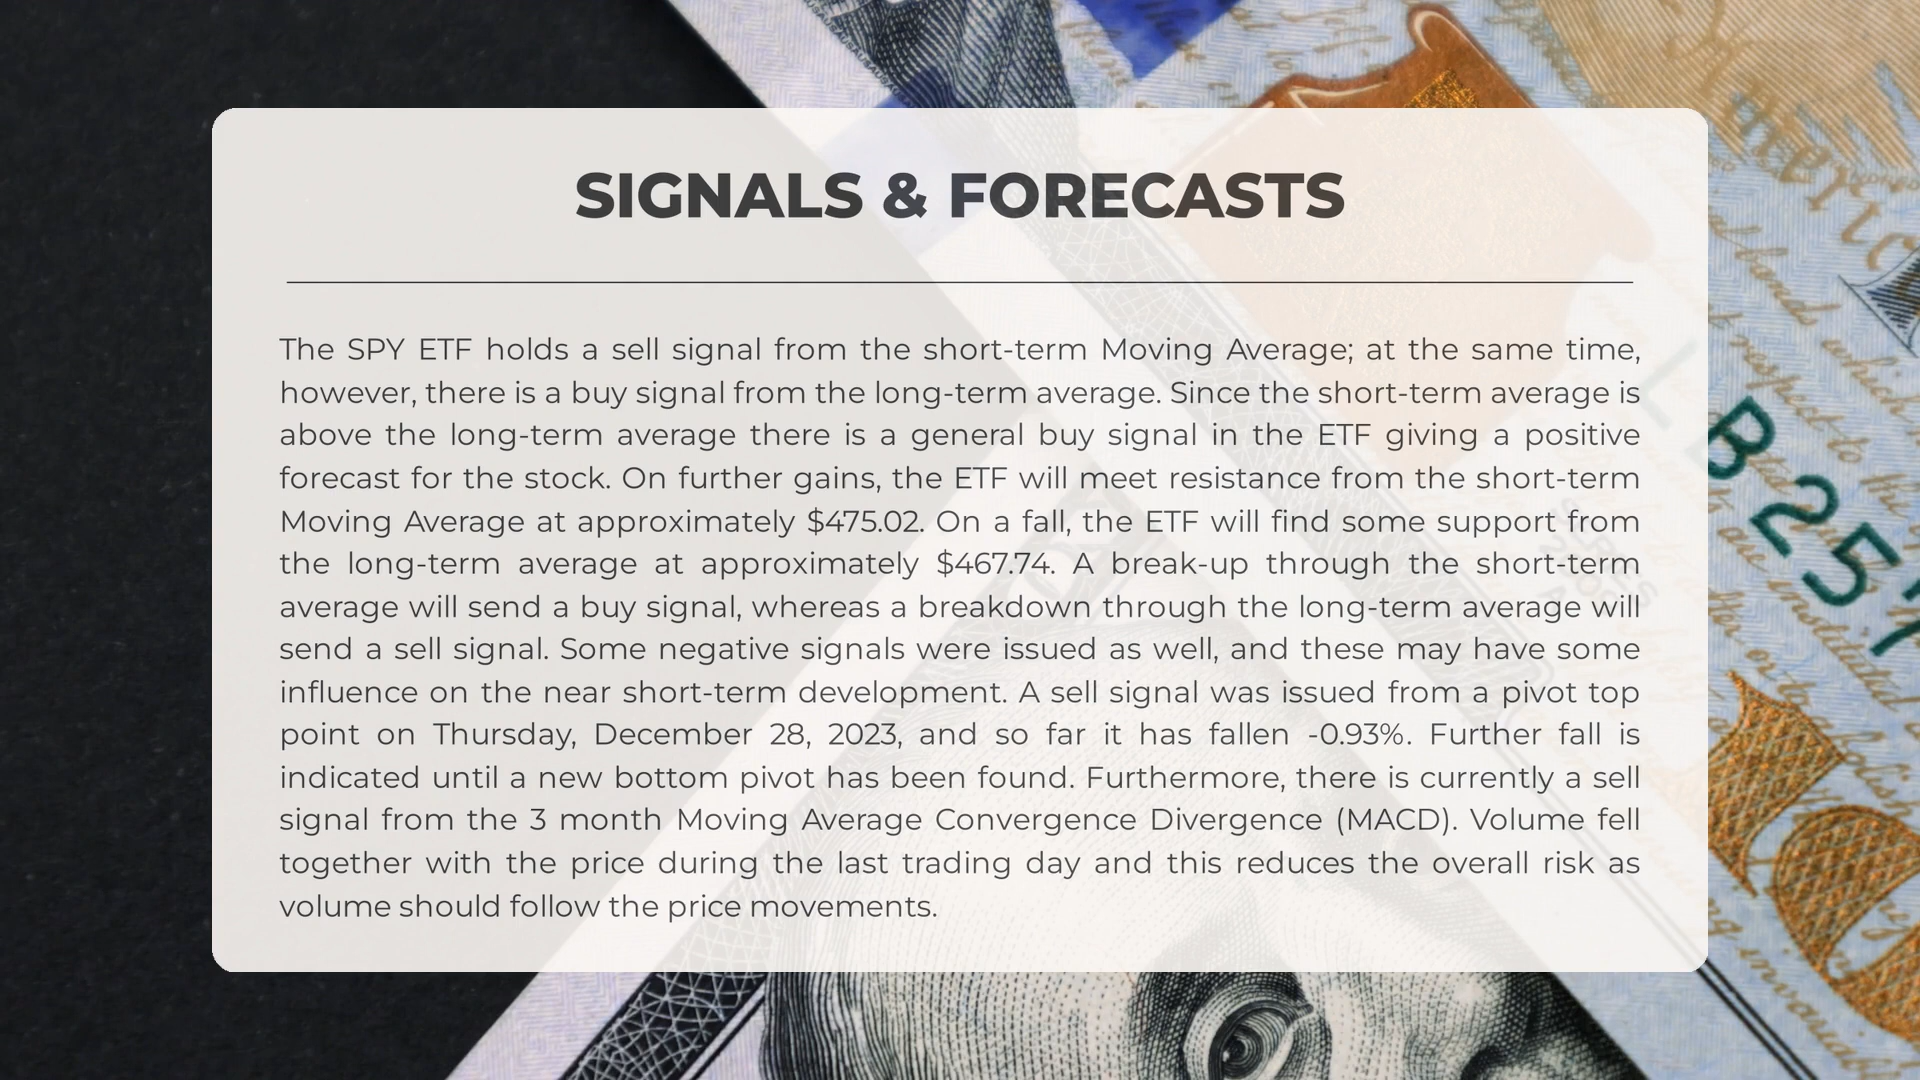 SIGNALS & FORECASTS
The SPY ETF holds a sell signal from the short-term Moving Average; at the same time,
however, there is a buy signal from the long-term average. Since the short-term average is
above the long-term average there is a general buy signal in the ETF giving a positive
forecast for the stock. On further gains, the ETF will meet resistance from the short-term
Moving Average at approximately $475.02. On a fall, the ETF will find some support from
the long-term average at approximately $467.74. A break-up through the short-term
average will send a buy signal, whereas a breakdown through the long-term average will
send a sell signal. Some negative signals were issued as well, and these may have some
influence on the near short-term development. A sell signal was issued from a pivot top
point on Thursday, December 28, 2023, and so far it has fallen -0.93%. Further fall is
indicated until a new bottom pivot has been found. Furthermore, there is currently a sell
signal from the 3 month Moving Average Convergence Divergence (MACD). Volume fell
together with the price during the last trading day and this reduces the overall risk as
volume should follow the price movements.